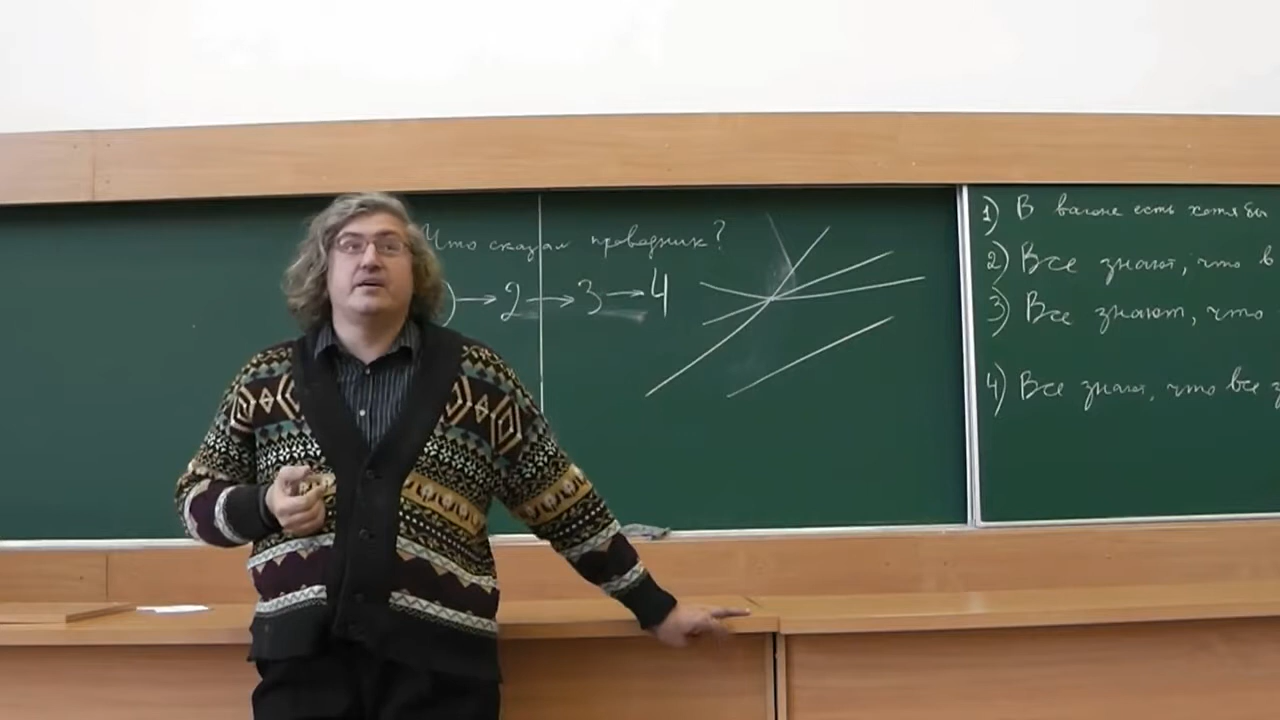 Что сказал проводник?
) → 2 → 3 → 4
1) В вагоне есть хотя бы
2) Все знают, что в
3) Все знают, что
4) Все знают, что все з